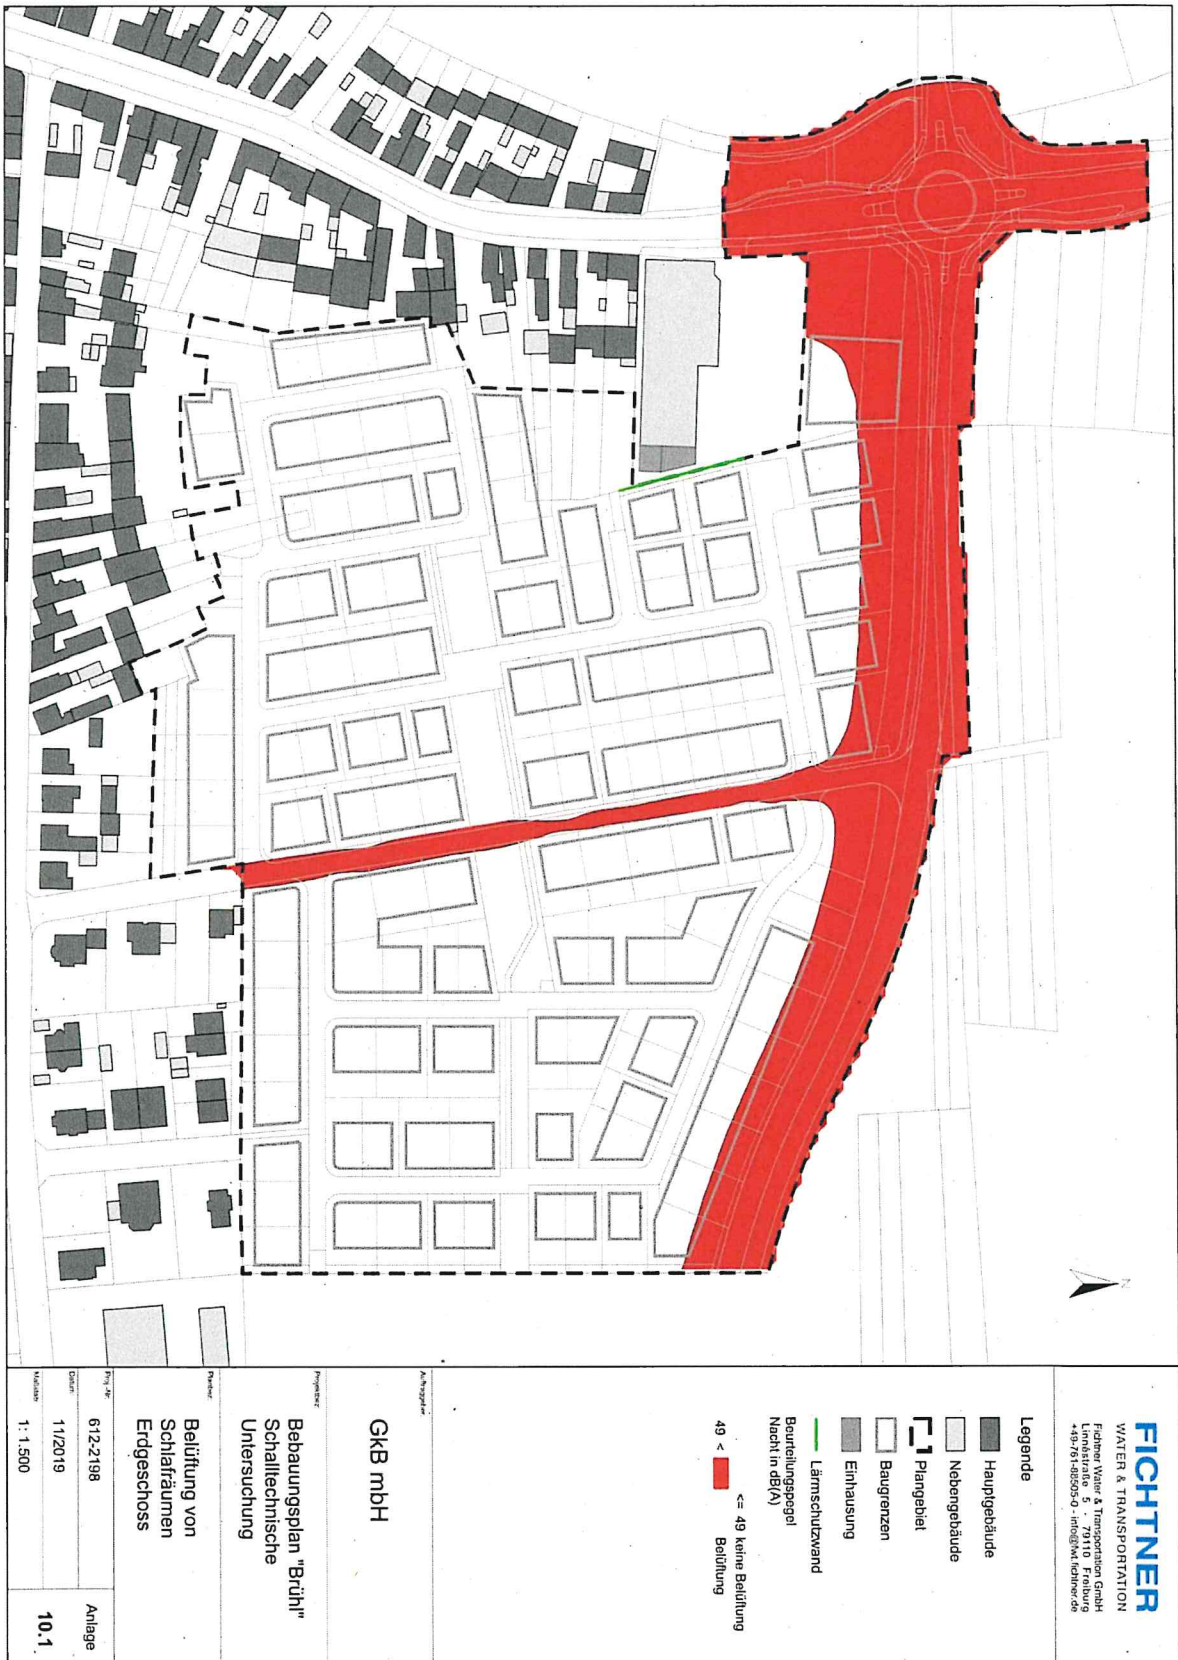 FICHTNER
WATER & TRANSPORTATION
Fichtner Water & Transportation GmbH
Linnéstraße 5 · 79110 Freiburg
+49-761-88505-0 - info@fwt.fichtner.de
Legende
Hauptgebäude
Nebengebäude
Plangebiet
Baugrenzen
Einhausung
Lärmschutzwand
Beurteilungspegel
Nacht in dB(A)
<= 49 keine Belüftung
49 < Belüftung
Auftraggeber:
GkB mbH
Projektbez:
Bebauungsplan "Brühl"
Schalltechnische
Untersuchung
Planbez:
Belüftung von
Schlafräumen
Erdgeschoss
Proj.-Nr:
612-2198
Datum:
11/2019
Maßstab:
1: 1.500
Anlage
10.1
N